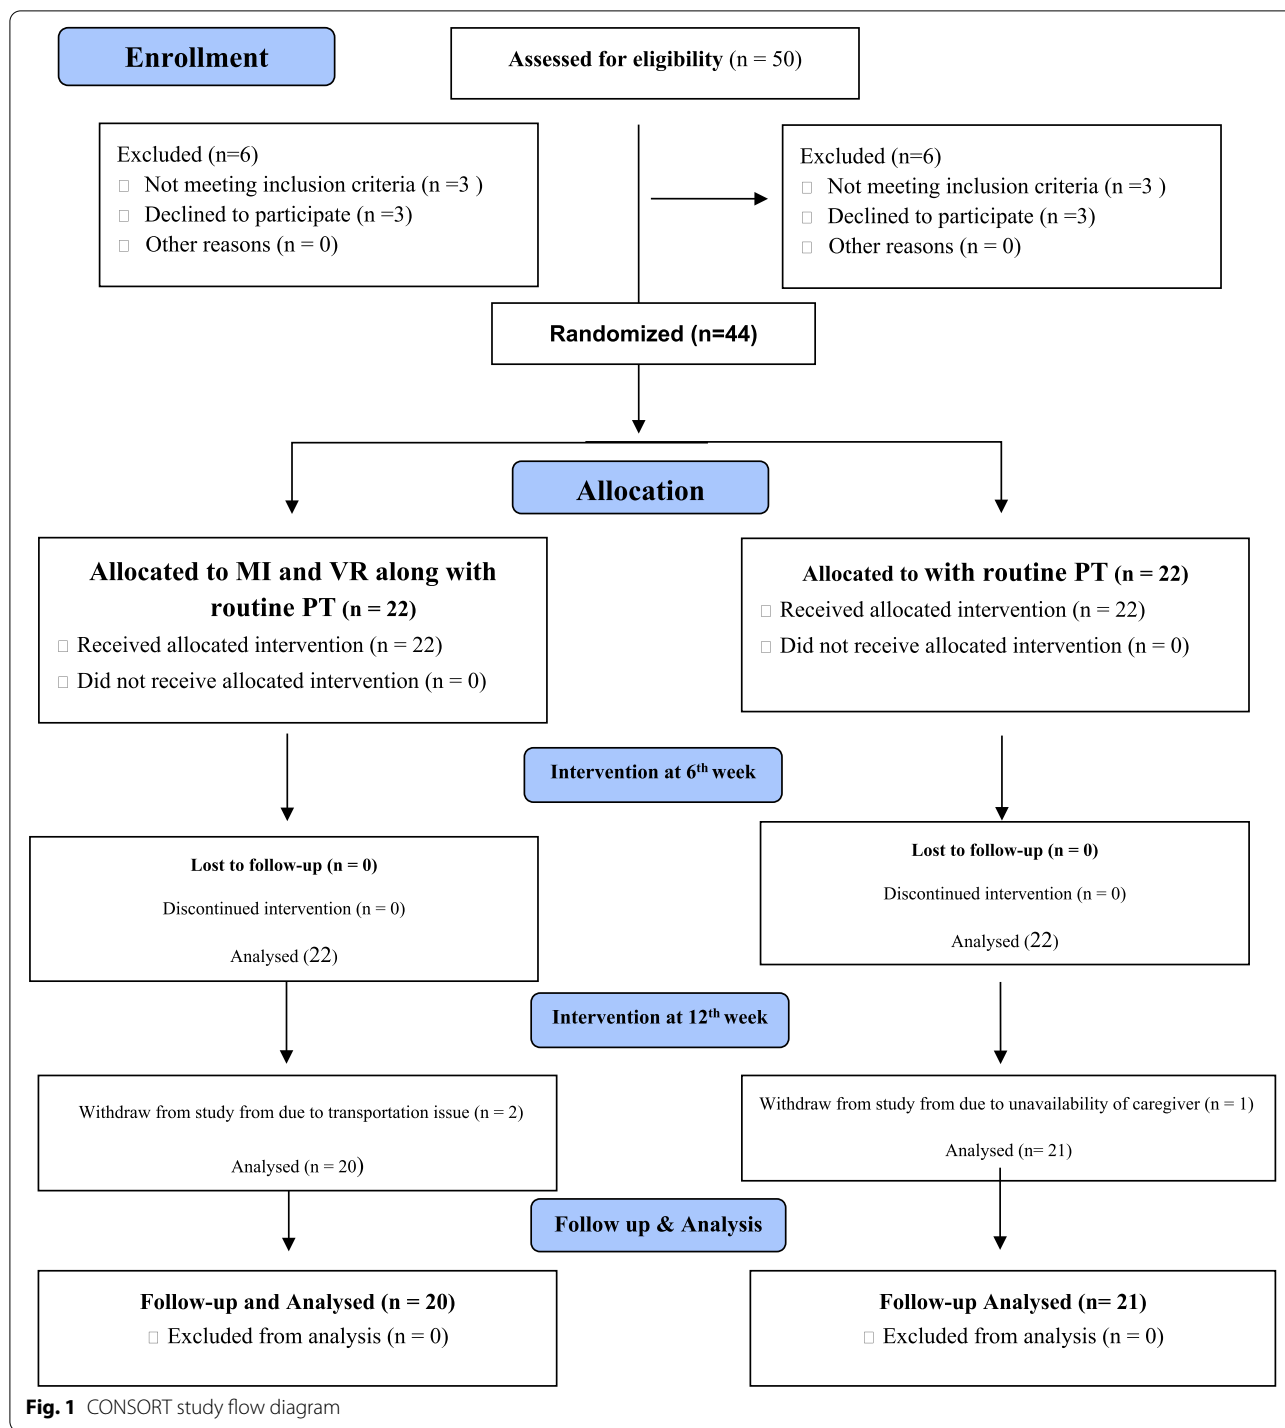 Enrollment
Assessed for eligibility (n = 50)
Excluded (n=6)
□ Not meeting inclusion criteria (n =3 )
□ Declined to participate (n =3)
□ Other reasons (n = 0)
Excluded (n=6)
□ Not meeting inclusion criteria (n =3 )
□ Declined to participate (n =3)
□ Other reasons (n = 0)
Randomized (n=44)
Allocation
Allocated to MI and VR along with
routine PT (n = 22)
□ Received allocated intervention (n = 22)
□ Did not receive allocated intervention (n = 0)
Allocated to with routine PT (n = 22)
□ Received allocated intervention (n = 22)
□ Did not receive allocated intervention (n = 0)
Intervention at 6th week
Lost to follow-up (n = 0)
Discontinued intervention (n = 0)
Analysed (22)
Lost to follow-up (n = 0)
Discontinued intervention (n = 0)
Analysed (22)
Intervention at 12th week
Withdraw from study from due to transportation issue (n = 2)
Analysed (n = 20)
Withdraw from study from due to unavailability of caregiver (n = 1)
Analysed (n= 21)
Follow up & Analysis
Follow-up and Analysed (n = 20)
□ Excluded from analysis (n = 0)
Follow-up Analysed (n= 21)
□ Excluded from analysis (n = 0)
Fig. 1 CONSORT study flow diagram